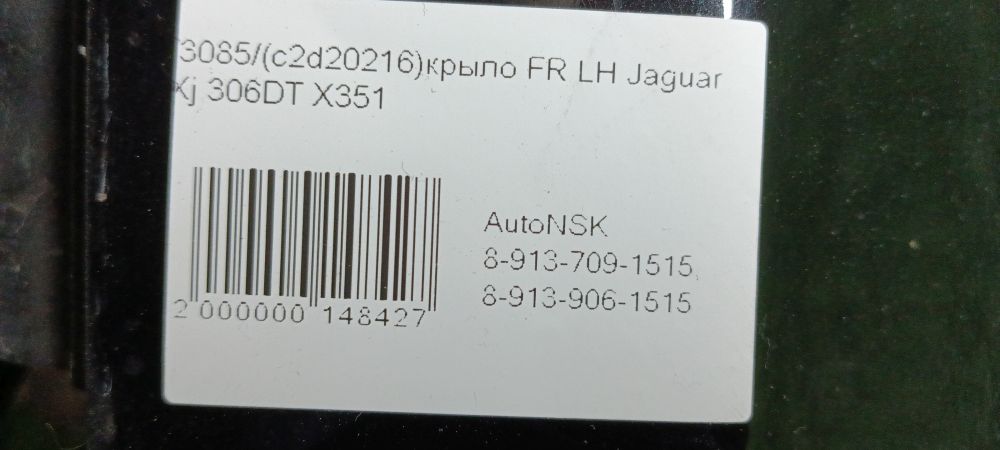 3085/(c2d20216)крыло FR LH Jaguar
Xj 306DT X351
AutoNSK
8-913-709-1515
8-913-906-1515
2 000000 148427